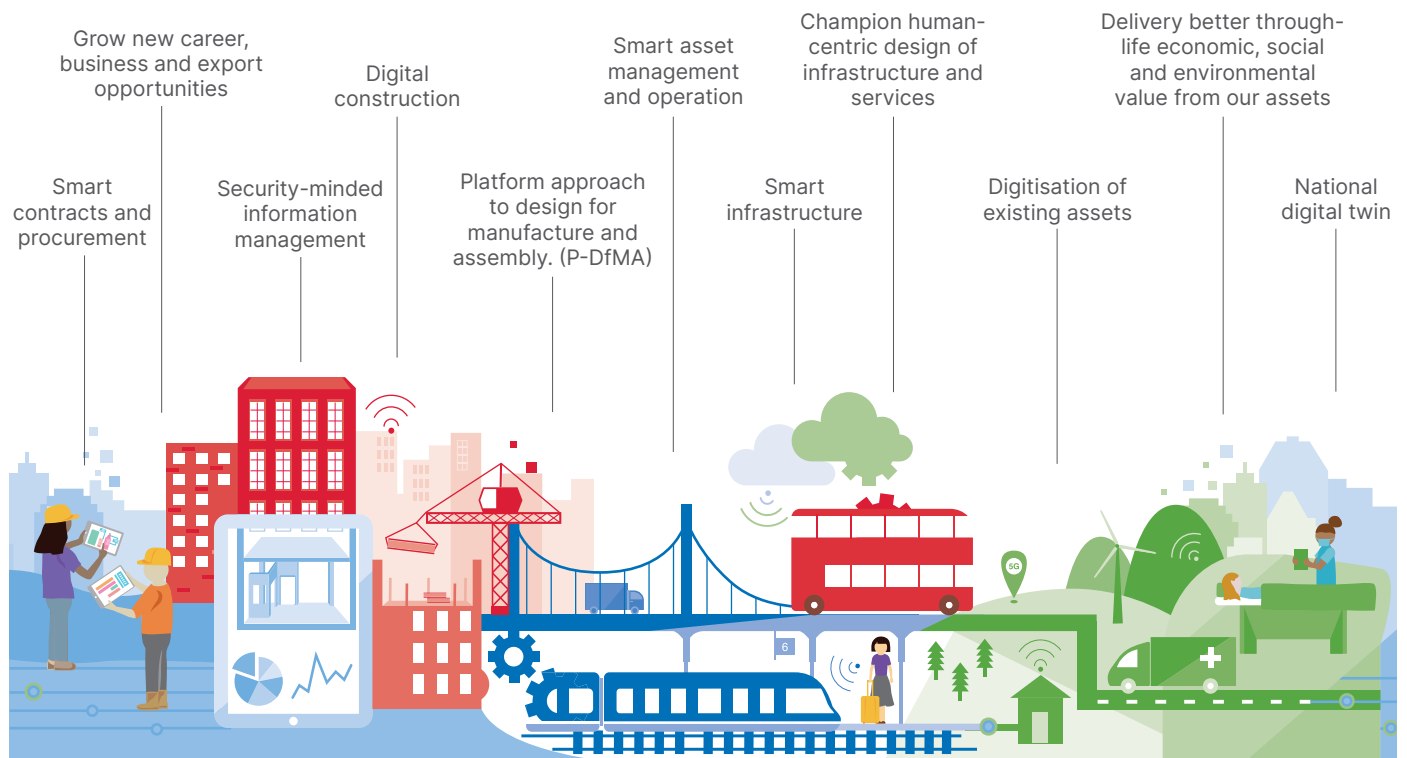 Grow new career,
business and export
opportunities
Digital
construction
Smart asset
management
and operation
Champion human-
centric design of
infrastructure and
services
Delivery better through-
life economic, social
and environmental
value from our assets
Smart
contracts and
procurement
Security-minded
information
management
Platform approach
to design for
manufacture and
assembly. (P-DfMA)
Smart
infrastructure
Digitisation of
existing assets
National
digital twin
5G
6